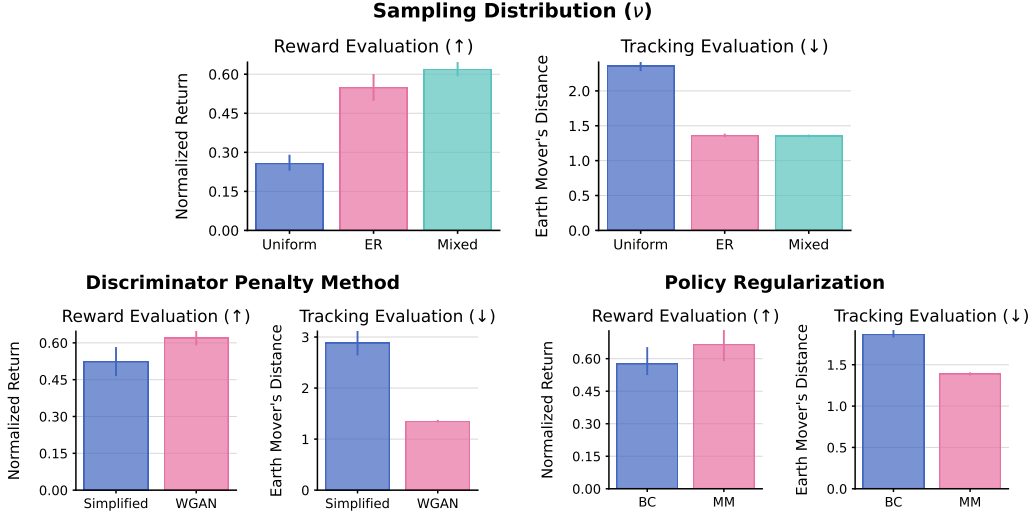 Sampling Distribution (ν)
Reward Evaluation (↑)
Normalized Return
0.60
0.45
0.30
0.15
0.00
Uniform
ER
Mixed
Tracking Evaluation (↓)
Earth Mover's Distance
2.0
1.5
1.0
0.5
0.0
Uniform
ER
Mixed
Discriminator Penalty Method
Reward Evaluation (↑)
Normalized Return
0.60
0.45
0.30
0.15
0.00
Simplified
WGAN
Tracking Evaluation (↓)
Earth Mover's Distance
3
2
1
0
Simplified
WGAN
Policy Regularization
Reward Evaluation (↑)
Normalized Return
0.60
0.45
0.30
0.15
0.00
BC
MM
Tracking Evaluation (↓)
Earth Mover's Distance
1.5
1.0
0.5
0.0
BC
MM